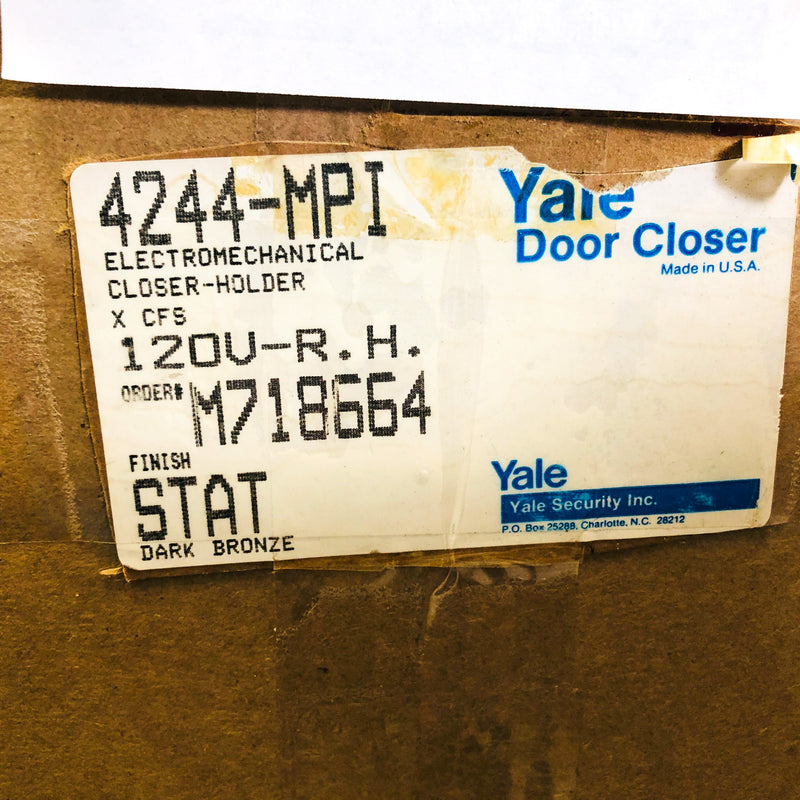 4244-MPI
ELECTROMECHANICAL
CLOSER-HOLDER
X CFS
120V-R.H.
ORDER# M718664
FINISH
STAT
DARK BRONZE
Yale
Door Closer
Made in U.S.A.
Yale
Yale Security Inc.
P.O. Box 25288, Charlotte, N.C. 28212